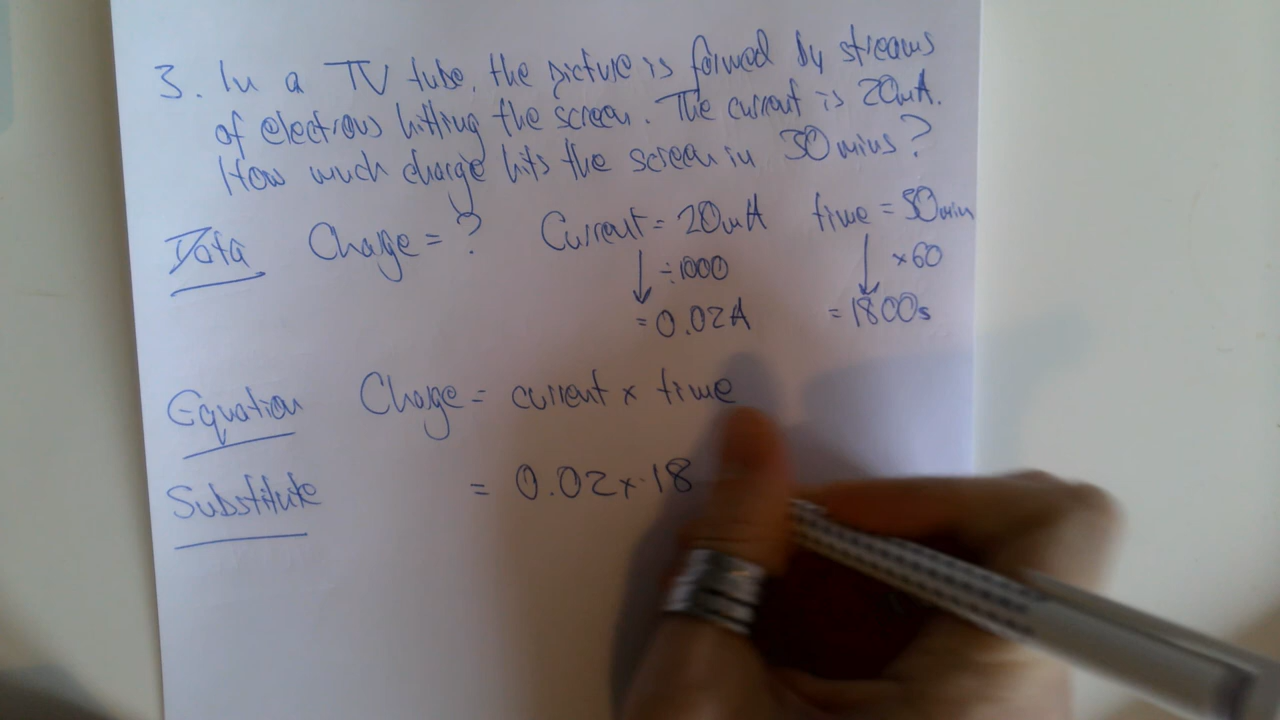 3. In a TV tube, the picture is formed by streams
of electrons hitting the screen. The current is 20mA.
How much charge hits the screen in 30 mins?
Data Charge = ? Current = 20mA time = 30min
÷1000 ×60
= 0.02A = 1800s
Equation Charge = current × time
Substitute = 0.02 × 18